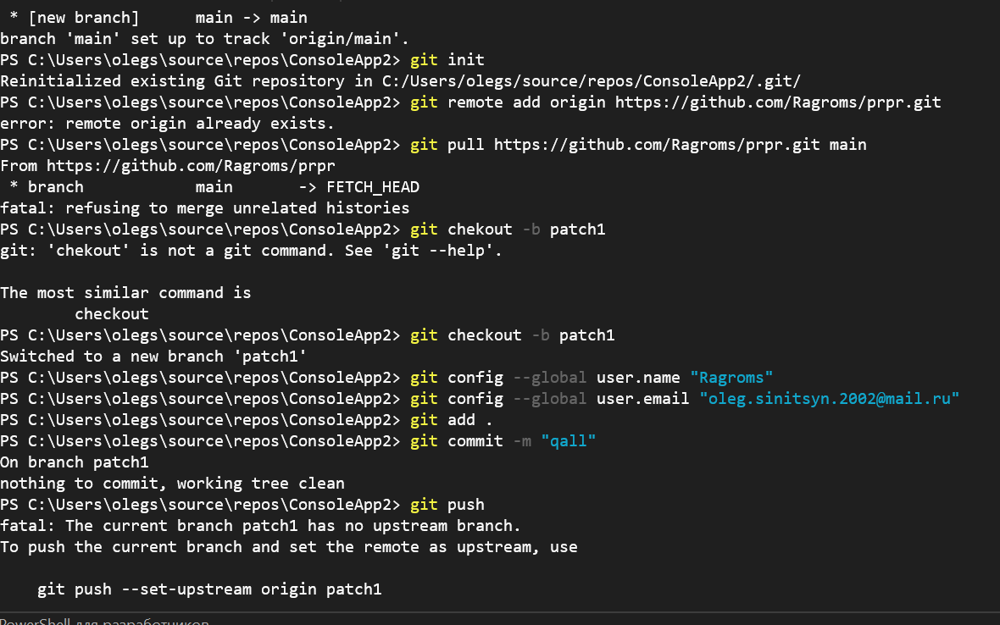 * [new branch]      main -> main
branch 'main' set up to track 'origin/main'.
PS C:\Users\olegs\source\repos\ConsoleApp2> git init
Reinitialized existing Git repository in C:/Users/olegs/source/repos/ConsoleApp2/.git/
PS C:\Users\olegs\source\repos\ConsoleApp2> git remote add origin https://github.com/Ragroms/prpr.git
error: remote origin already exists.
PS C:\Users\olegs\source\repos\ConsoleApp2> git pull https://github.com/Ragroms/prpr.git main
From https://github.com/Ragroms/prpr
 * branch            main       -> FETCH_HEAD
fatal: refusing to merge unrelated histories
PS C:\Users\olegs\source\repos\ConsoleApp2> git chekout -b patch1
git: 'chekout' is not a git command. See 'git --help'.

The most similar command is
        checkout
PS C:\Users\olegs\source\repos\ConsoleApp2> git checkout -b patch1
Switched to a new branch 'patch1'
PS C:\Users\olegs\source\repos\ConsoleApp2> git config --global user.name "Ragroms"
PS C:\Users\olegs\source\repos\ConsoleApp2> git config --global user.email "oleg.sinitsyn.2002@mail.ru"
PS C:\Users\olegs\source\repos\ConsoleApp2> git add .
PS C:\Users\olegs\source\repos\ConsoleApp2> git commit -m "qall"
On branch patch1
nothing to commit, working tree clean
PS C:\Users\olegs\source\repos\ConsoleApp2> git push
fatal: The current branch patch1 has no upstream branch.
To push the current branch and set the remote as upstream, use

    git push --set-upstream origin patch1

PowerShell для разработчиков